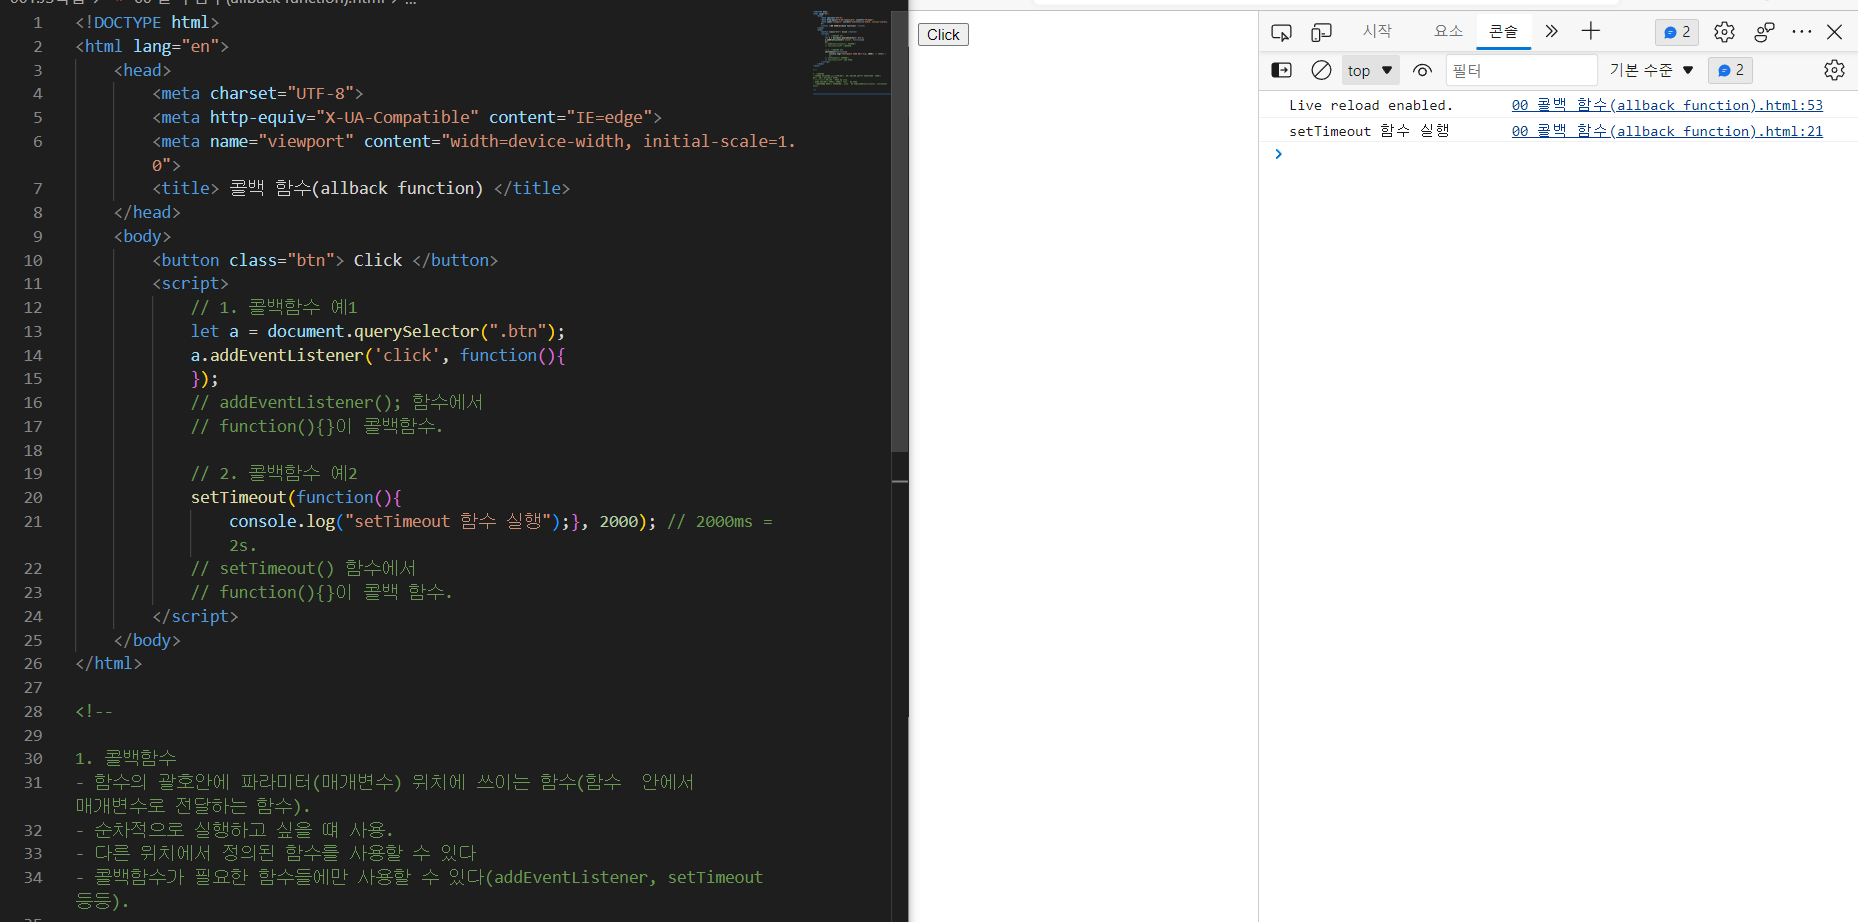 <!DOCTYPE html>
<html lang="en">
<head>
<meta charset="UTF-8">
<meta http-equiv="X-UA-Compatible" content="IE=edge">
<meta name="viewport" content="width=device-width, initial-scale=1.
0">
<title> 콜백 함수(allback function) </title>
</head>
<body>
<button class="btn"> Click </button>
<script>
// 1. 콜백함수 예1
let a = document.querySelector(".btn");
a.addEventListener('click', function(){
});
// addEventListener(); 함수에서
// function(){}이 콜백함수.
// 2. 콜백함수 예2
setTimeout(function(){
console.log("setTimeout 함수 실행");}, 2000); // 2000ms =
2s.
// setTimeout() 함수에서
// function(){}이 콜백 함수.
</script>
</body>
</html>
<!--
1. 콜백함수
- 함수의 괄호안에 파라미터(매개변수) 위치에 쓰이는 함수(함수  안에서
매개변수로 전달하는 함수).
- 순차적으로 실행하고 싶을 떄 사용.
- 다른 위치에서 정의된 함수를 사용할 수 있다
- 콜백함수가 필요한 함수들에만 사용할 수 있다(addEventListener, setTimeout
등등).
1
2
3
4
5
6
7
8
9
10
11
12
13
14
15
16
17
18
19
20
21
22
23
24
25
26
27
28
29
30
31
32
33
34
Click
시작 요소 콘솔 2
top 필터 기본 수준 2
Live reload enabled. 00 콜백 함수(allback function).html:53
setTimeout 함수 실행 00 콜백 함수(allback function).html:21